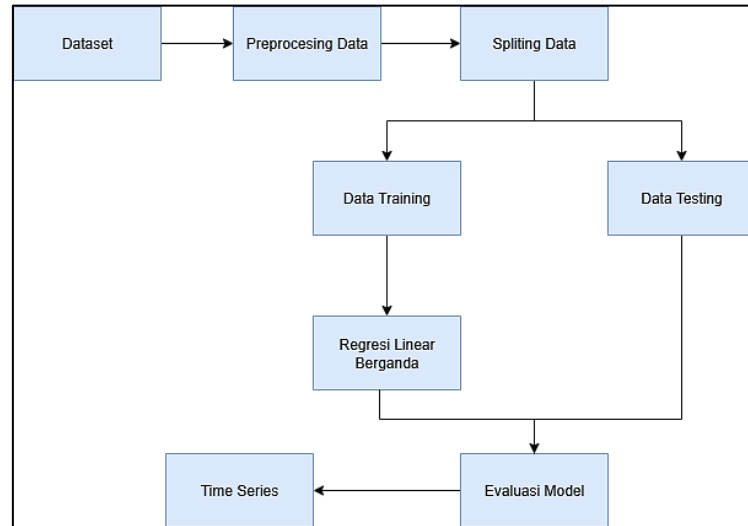 Dataset
Preprocesing Data
Spliting Data
Data Training
Data Testing
Regresi Linear
Berganda
Time Series
Evaluasi Model